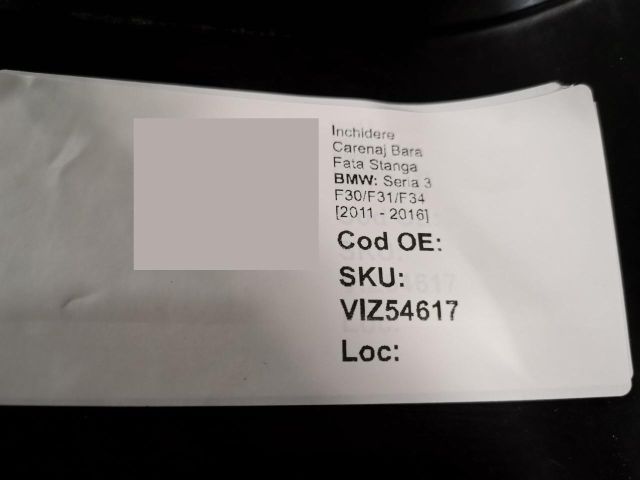 Inchidere
Carenaj Bara
Fata Stanga
BMW: Seria 3
F30/F31/F34
[2011 - 2016]
Cod OE:
SKU:
VIZ54617
Loc: